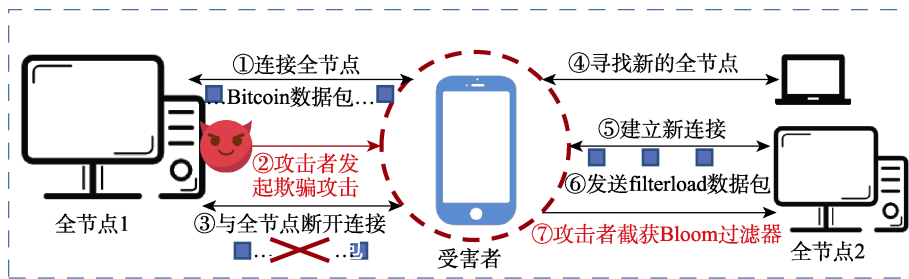 ①连接全节点
…Bitcoin数据包…
②攻击者发
起欺骗攻击
③与全节点断开连接
… …
全节点1
受害者
④寻找新的全节点
⑤建立新连接
⑥发送filterload数据包
⑦攻击者截获Bloom过滤器
全节点2